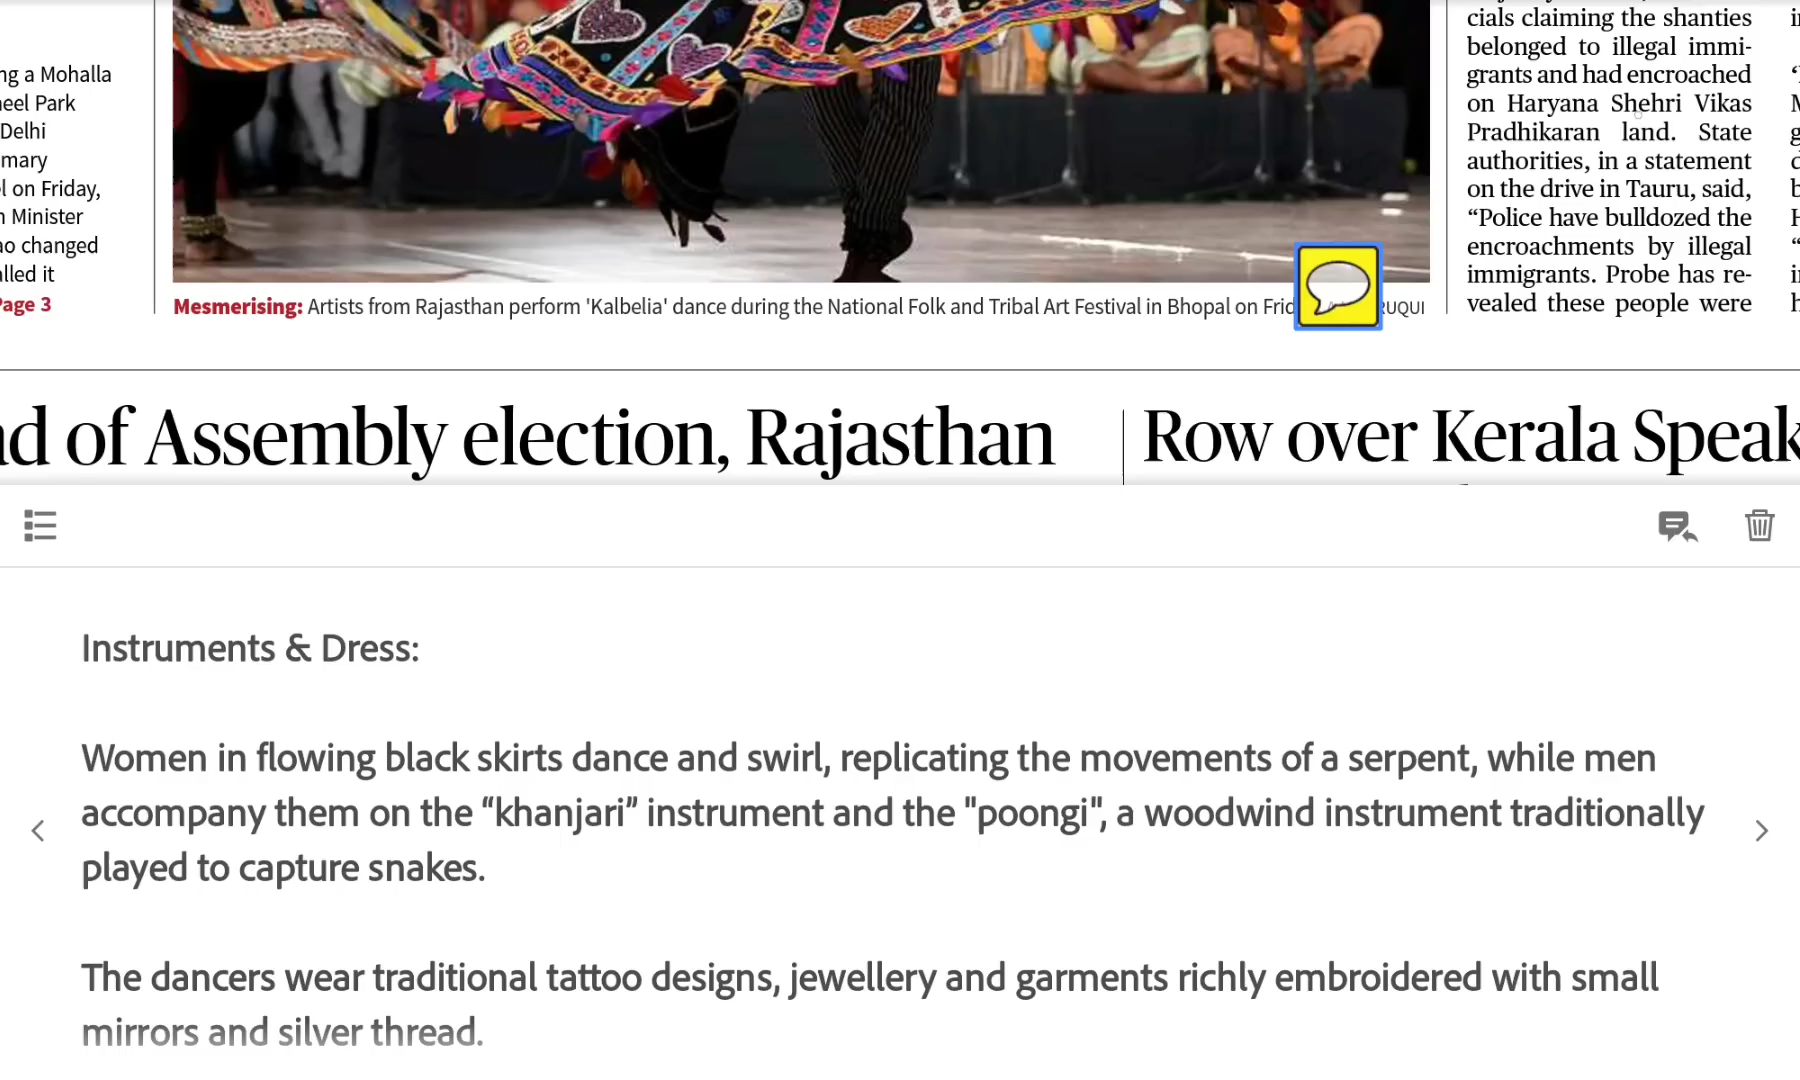 ng a Mohalla
eel Park
Delhi
mary
l on Friday,
Minister
ao changed
lled it
Page 3
Mesmerising: Artists from Rajasthan perform 'Kalbelia' dance during the National Folk and Tribal Art Festival in Bhopal on Frid RUQUI
cials claiming the shanties
belonged to illegal immi-
grants and had encroached
on Haryana Shehri Vikas
Pradhikaran land. State
authorities, in a statement
on the drive in Tauru, said,
“Police have bulldozed the
encroachments by illegal
immigrants. Probe has re-
vealed these people were
d of Assembly election, Rajasthan
Row over Kerala Speak
Instruments & Dress:
Women in flowing black skirts dance and swirl, replicating the movements of a serpent, while men
accompany them on the “khanjari” instrument and the "poongi", a woodwind instrument traditionally
played to capture snakes.
The dancers wear traditional tattoo designs, jewellery and garments richly embroidered with small
mirrors and silver thread.